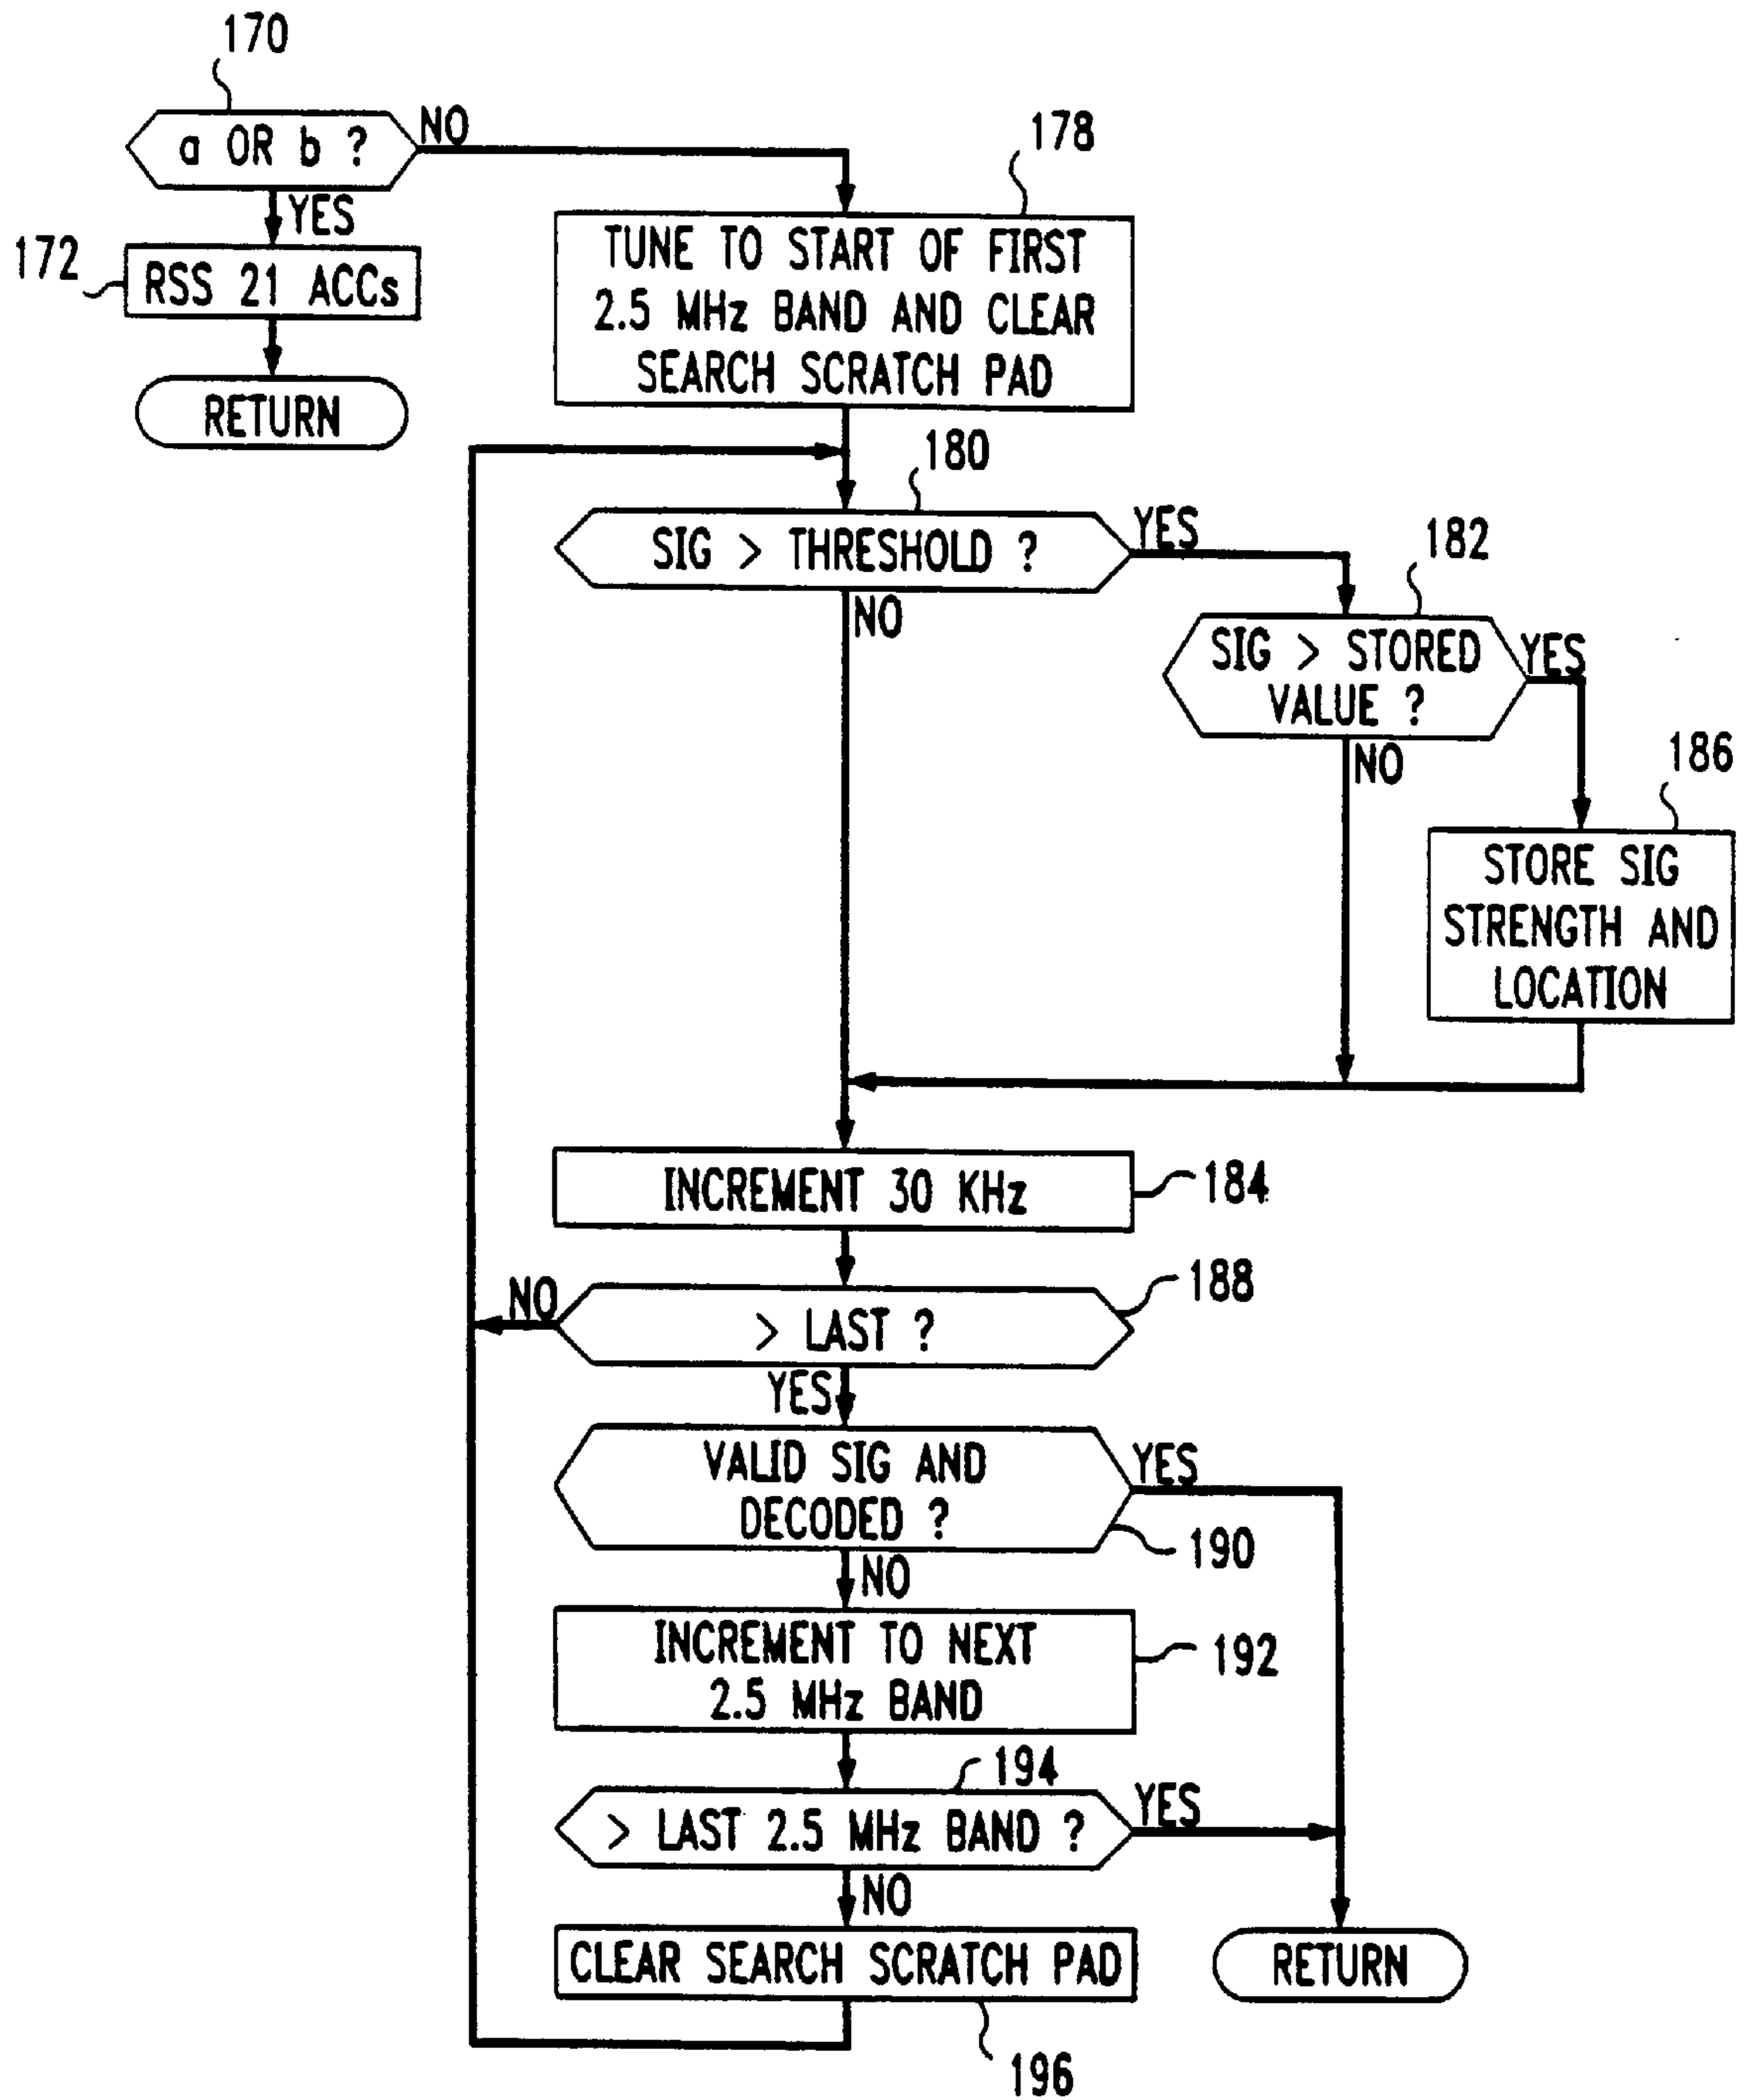 170
a OR b ?
NO
YES
172
RSS 21 ACCs
RETURN
178
TUNE TO START OF FIRST
2.5 MHz BAND AND CLEAR
SEARCH SCRATCH PAD
180
SIG > THRESHOLD ?
YES
NO
182
SIG > STORED
VALUE ?
YES
NO
186
STORE SIG
STRENGTH AND
LOCATION
INCREMENT 30 KHz
184
188
NO
> LAST ?
YES
VALID SIG AND
DECODED ?
YES
190
NO
INCREMENT TO NEXT
2.5 MHz BAND
192
194
> LAST 2.5 MHz BAND ?
YES
NO
CLEAR SEARCH SCRATCH PAD
196
RETURN